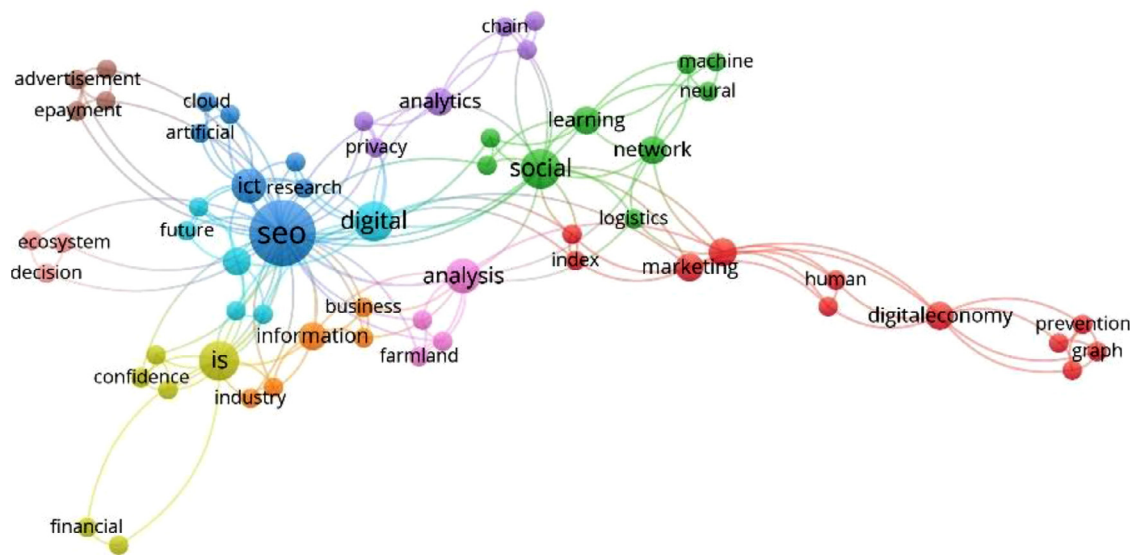 chain
machine
advertisement
neural
cloud
analytics
epayment
learning
artificial
privacy
network
social
ict
research
digital
logistics
future
seo
ecosystem
index
marketing
decision
analysis
human
business
digitaleconomy
prevention
information
farmland
graph
is
confidence
industry
financial